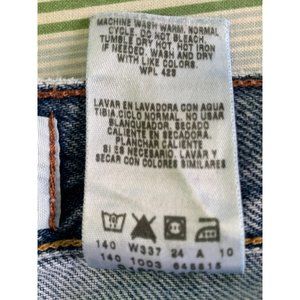 MACHINE WASH WARM, NORMAL
CYCLE. DO NOT BLEACH.
TUMBLE DRY HOT. HOT IRON
IF NEEDED. WASH AND DRY
WITH LIKE COLORS.
WPL 423
LAVAR EN LAVADORA CON AGUA
TIBIA CICLO NORMAL. NO USAR
BLANQUEADOR. SECADO
CALIENTE EN SECADORA.
PLANCHAR CALIENTE
SI ES NECESARIO. LAVAR Y
SECAR CON COLORES SIMILARES
140 W337 24 A 10
140 1003 646815